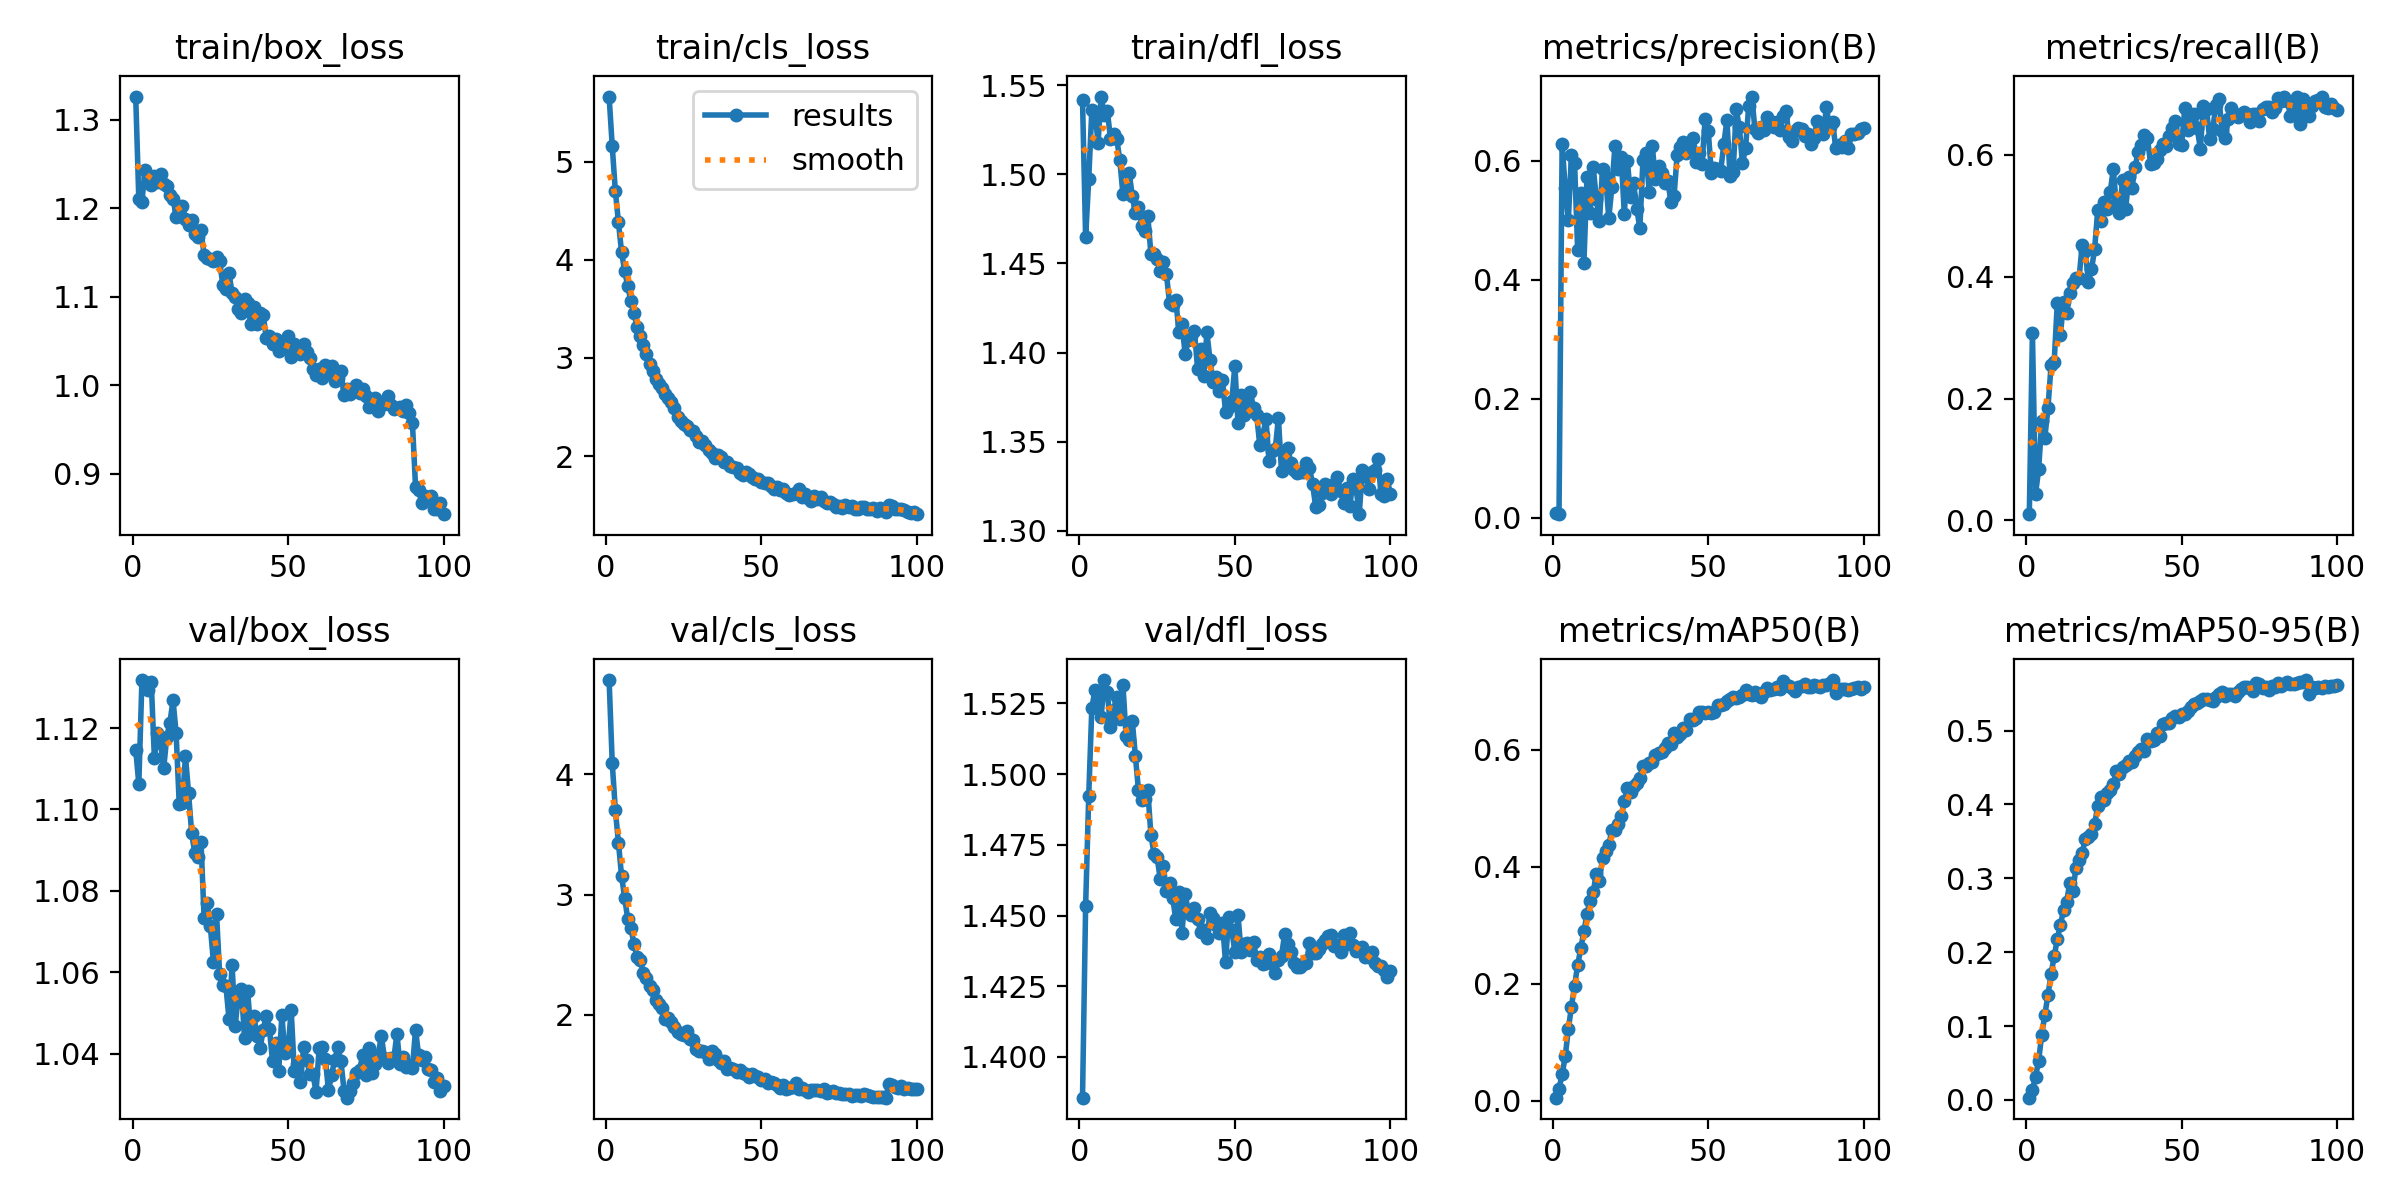 train/box_loss
train/cls_loss
train/dfl_loss
metrics/precision(B)
metrics/recall(B)
1.3
1.2
1.1
1.0
0.9
0 50 100
results
smooth
5
4
3
2
0 50 100
1.55
1.50
1.45
1.40
1.35
1.30
0 50 100
0.6
0.4
0.2
0.0
0 50 100
0.6
0.4
0.2
0.0
0 50 100
val/box_loss
val/cls_loss
val/dfl_loss
metrics/mAP50(B)
metrics/mAP50-95(B)
1.12
1.10
1.08
1.06
1.04
0 50 100
4
3
2
0 50 100
1.525
1.500
1.475
1.450
1.425
1.400
0 50 100
0.6
0.4
0.2
0.0
0 50 100
0.5
0.4
0.3
0.2
0.1
0.0
0 50 100